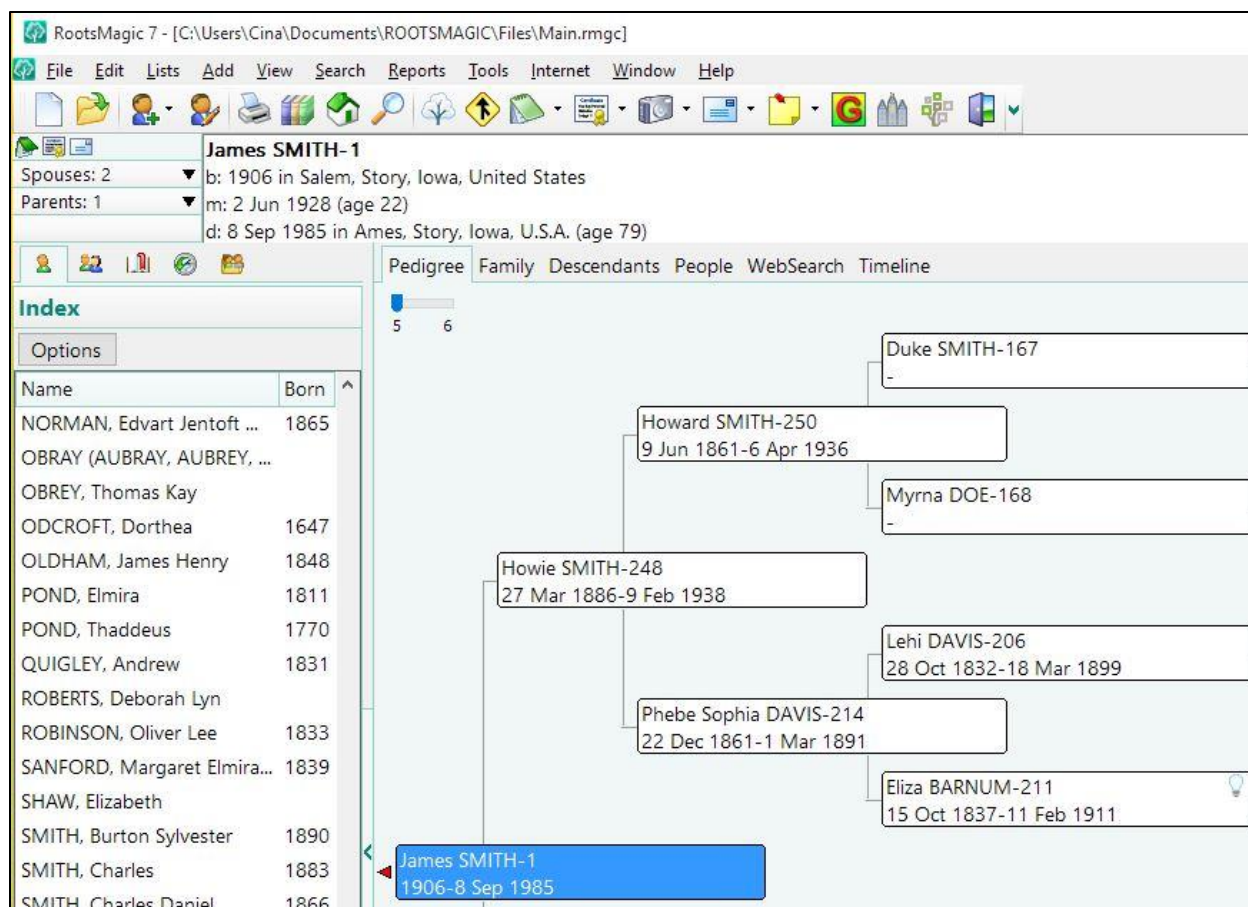 RootsMagic 7 - [C:\Users\Cina\Documents\ROOTSMAGIC\Files\Main.rmgc]
File Edit Lists Add View Search Reports Tools Internet Window Help
G
James SMITH-1
Spouses: 2
b: 1906 in Salem, Story, Iowa, United States
Parents: 1
m: 2 Jun 1928 (age 22)
d: 8 Sep 1985 in Ames, Story, Iowa, U.S.A. (age 79)
Pedigree Family Descendants People WebSearch Timeline
Index
5 6
Options
Name Born
NORMAN, Edvart Jentoft ... 1865
OBRAY (AUBRAY, AUBREY, ...
OBREY, Thomas Kay
ODCROFT, Dorthea 1647
OLDHAM, James Henry 1848
POND, Elmira 1811
POND, Thaddeus 1770
QUIGLEY, Andrew 1831
ROBERTS, Deborah Lyn
ROBINSON, Oliver Lee 1833
SANFORD, Margaret Elmira... 1839
SHAW, Elizabeth
SMITH, Burton Sylvester 1890
SMITH, Charles 1883
SMITH, Charles Daniel 1866
Duke SMITH-167
-
Howard SMITH-250
9 Jun 1861-6 Apr 1936
Myrna DOE-168
-
Howie SMITH-248
27 Mar 1886-9 Feb 1938
Lehi DAVIS-206
28 Oct 1832-18 Mar 1899
Phebe Sophia DAVIS-214
22 Dec 1861-1 Mar 1891
Eliza BARNUM-211
15 Oct 1837-11 Feb 1911
James SMITH-1
1906-8 Sep 1985